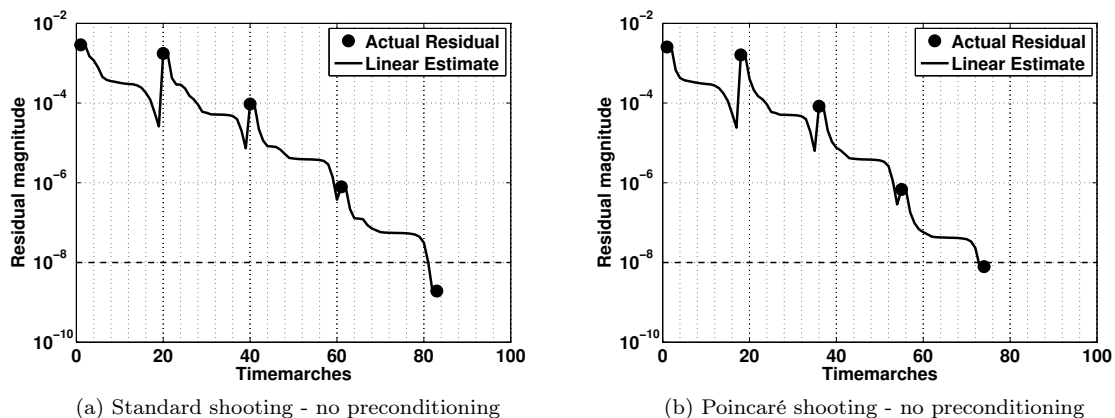 10^-2
10^-4
10^-6
10^-8
10^-10
Residual magnitude
0 20 40 60 80 100
Timemarches
Actual Residual
Linear Estimate
(a) Standard shooting - no preconditioning
10^-2
10^-4
10^-6
10^-8
10^-10
Residual magnitude
0 20 40 60 80 100
Timemarches
Actual Residual
Linear Estimate
(b) Poincaré shooting - no preconditioning